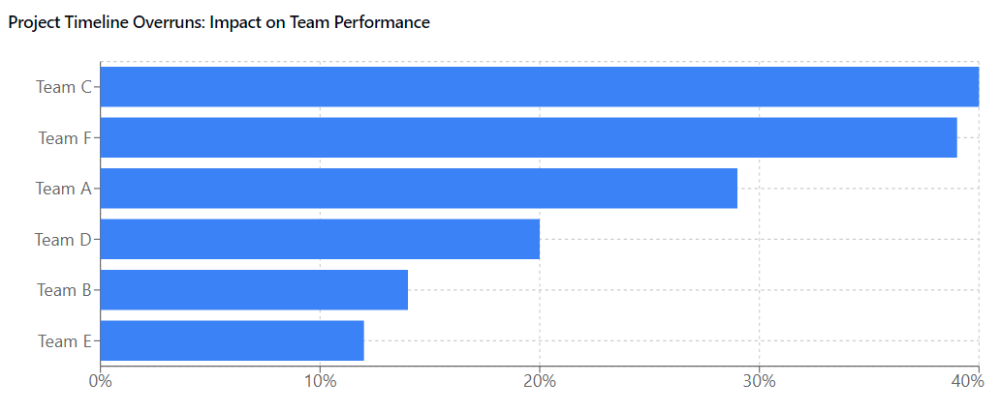 Project Timeline Overruns: Impact on Team Performance
Team C
Team F
Team A
Team D
Team B
Team E
0% 10% 20% 30% 40%